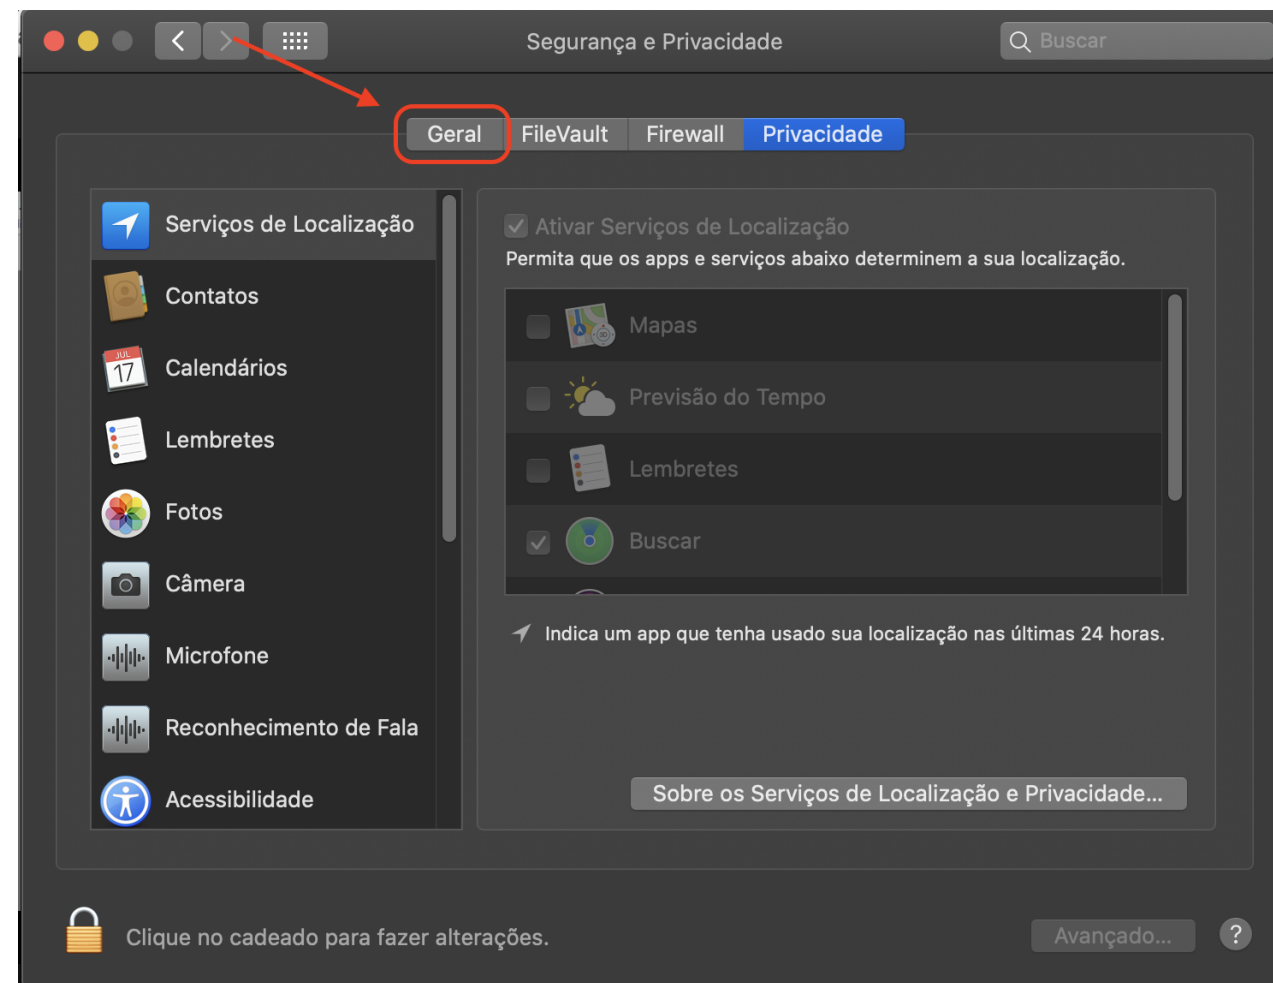 Segurança e Privacidade
Buscar
Geral
FileVault
Firewall
Privacidade
Serviços de Localização
Contatos
JUL
17
Calendários
Lembretes
Fotos
Câmera
Microfone
Reconhecimento de Fala
Acessibilidade
Ativar Serviços de Localização
Permita que os apps e serviços abaixo determinem a sua localização.
Mapas
3D
Previsão do Tempo
Lembretes
Buscar
Indica um app que tenha usado sua localização nas últimas 24 horas.
Sobre os Serviços de Localização e Privacidade...
Clique no cadeado para fazer alterações.
Avançado...
?